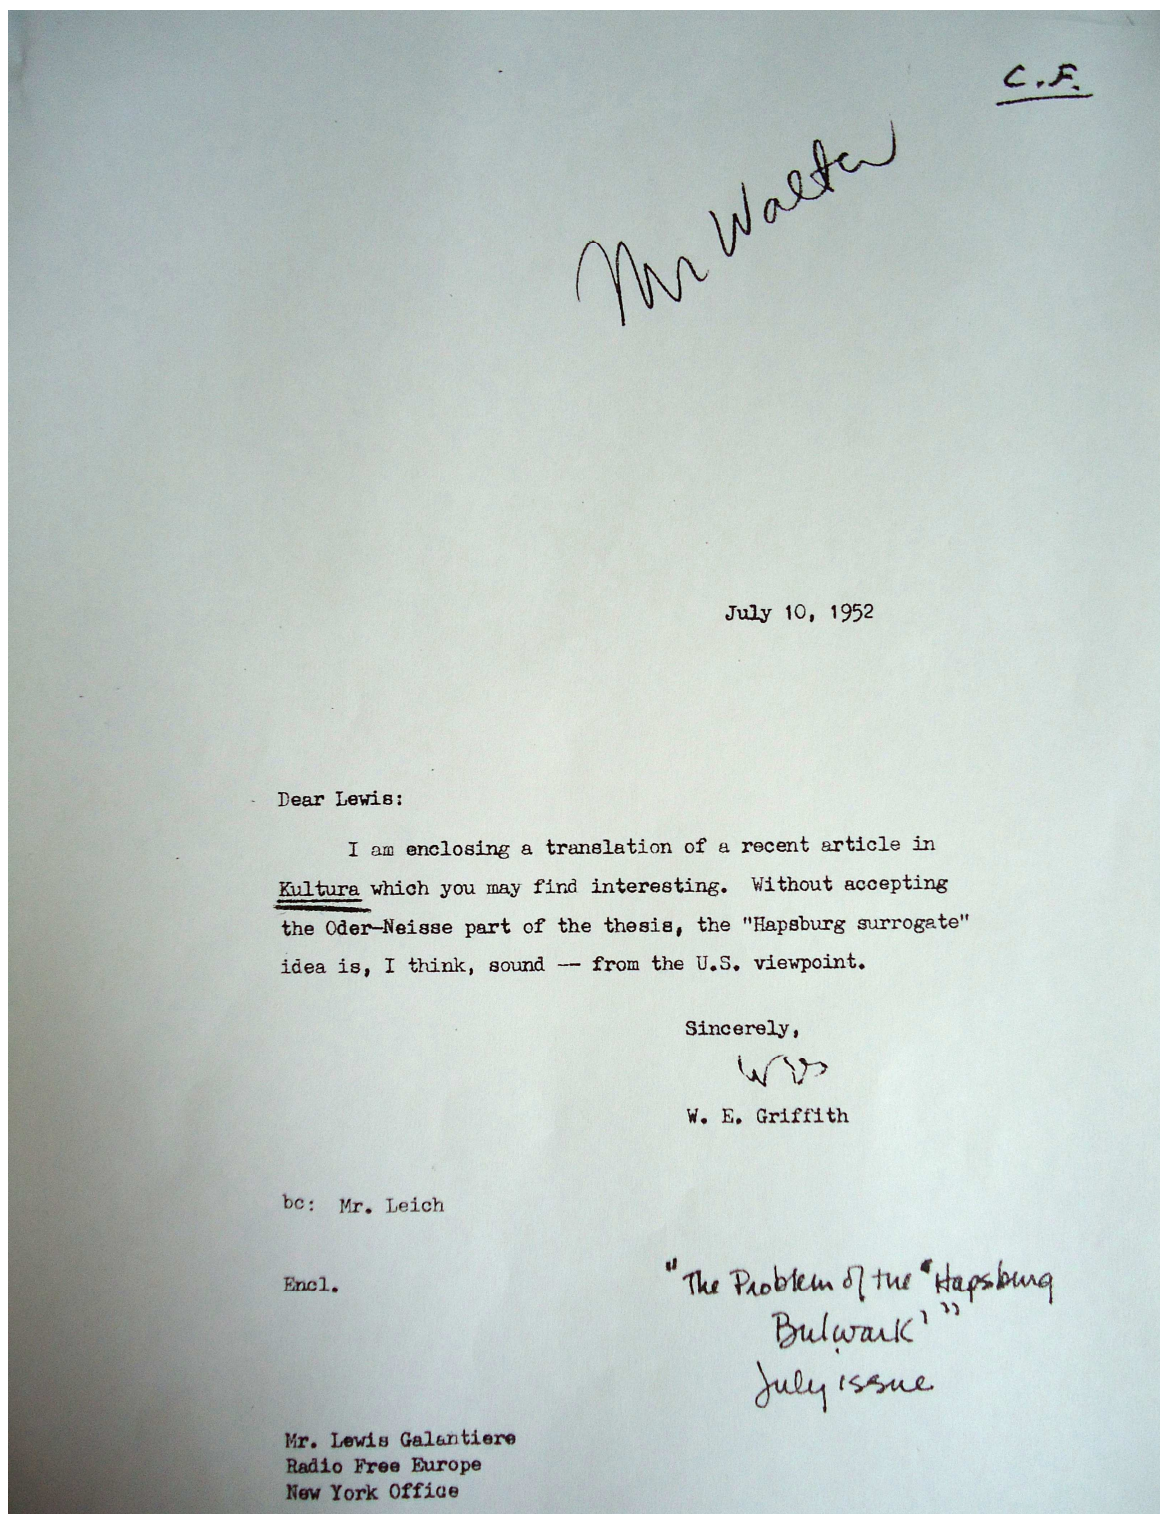 C.F.
Mr Walter
July 10, 1952
Dear Lewis:
I am enclosing a translation of a recent article in
Kultura which you may find interesting. Without accepting
the Oder-Neisse part of the thesis, the "Hapsburg surrogate"
idea is, I think, sound -- from the U.S. viewpoint.
Sincerely,
W. E. Griffith
bc: Mr. Leich
Encl.
"The Problem of the 'Hapsburg
Bulwark'"
July issue
Mr. Lewis Galantiere
Radio Free Europe
New York Office